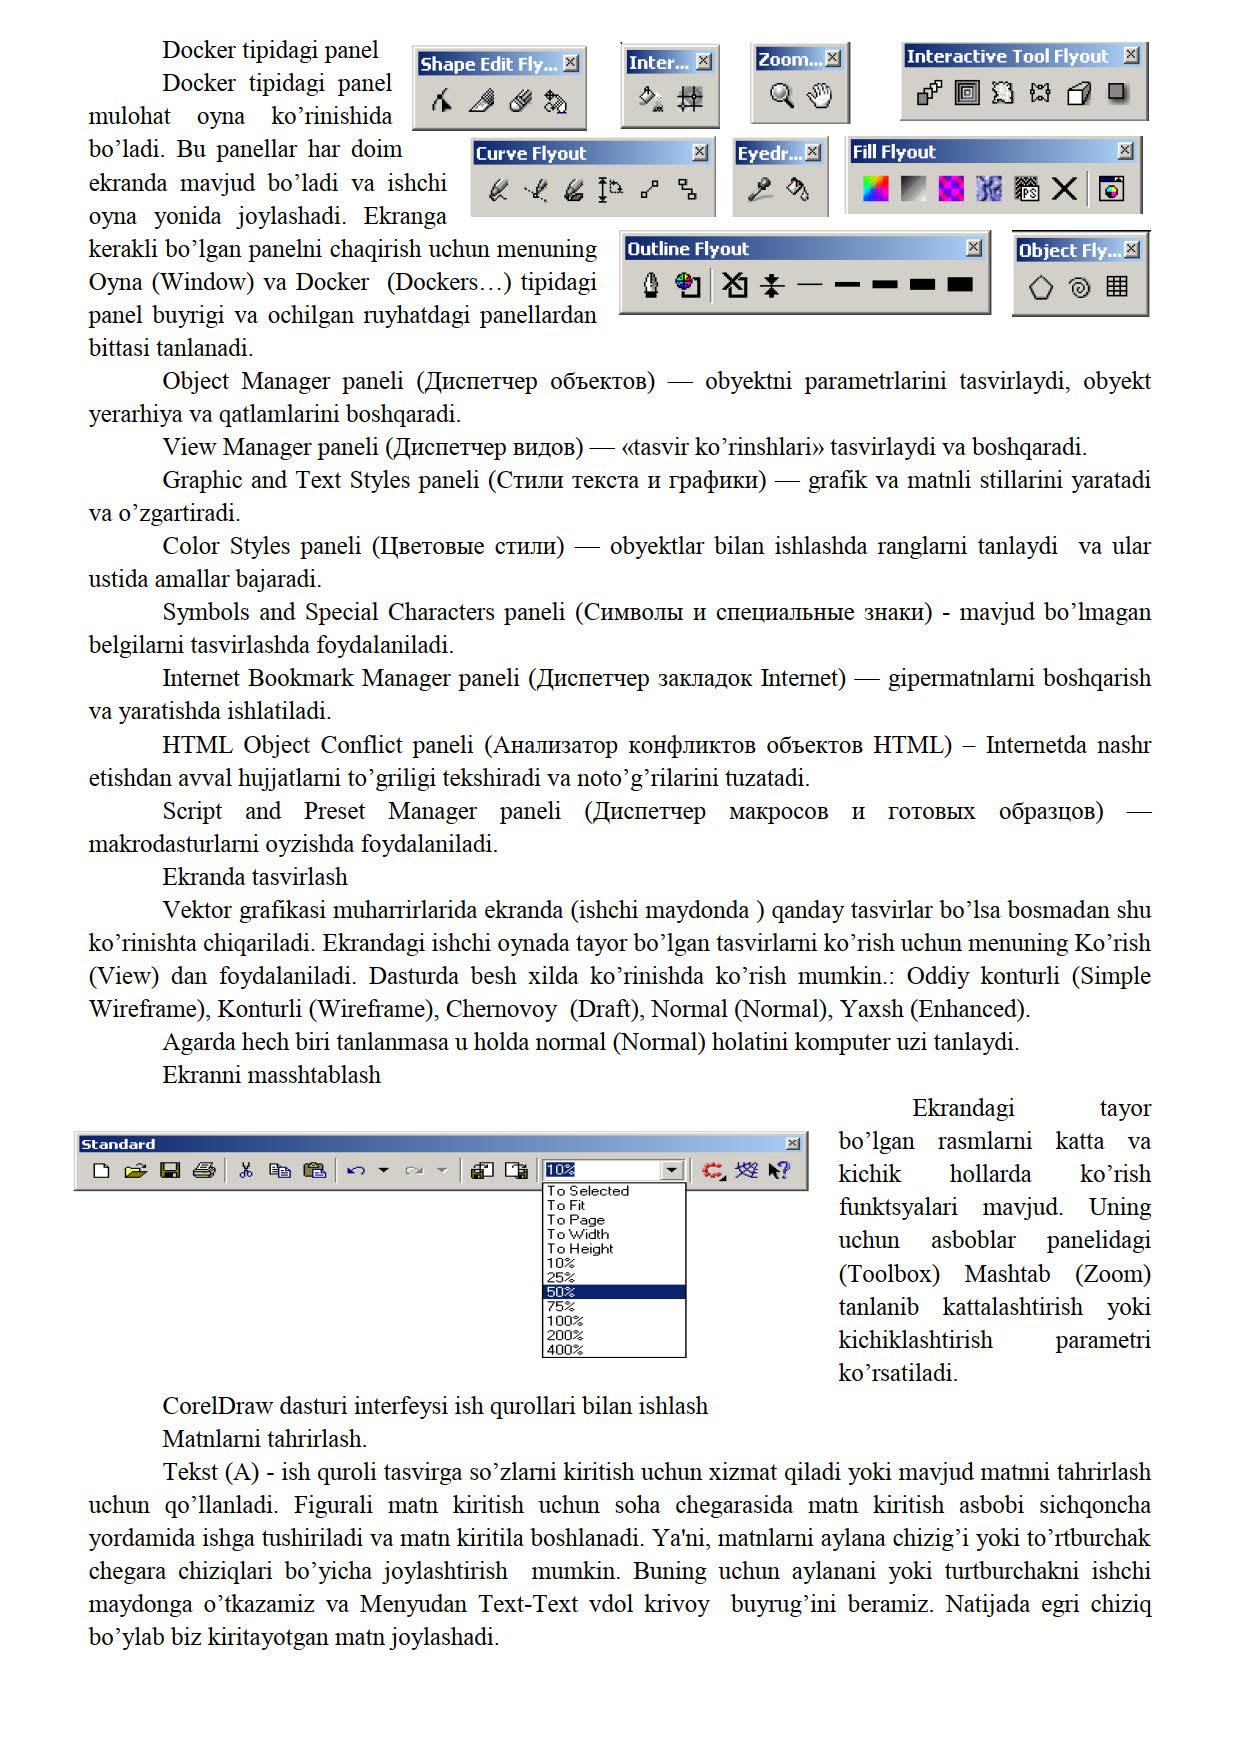 Docker tipidagi panel
Shape Edit Fly...
Inter...
Zoom...
Interactive Tool Flyout
Docker tipidagi panel
mulohat oyna ko’rinishida
bo’ladi. Bu panellar har doim
Curve Flyout
Eyedr...
Fill Flyout
PS
ekranda mavjud bo’ladi va ishchi
oyna yonida joylashadi. Ekranga
kerakli bo’lgan panelni chaqirish uchun menuning
Outline Flyout
Object Fly...
Oyna (Window) va Docker (Dockers…) tipidagi
panel buyrigi va ochilgan ruyhatdagi panellardan
bittasi tanlanadi.
Object Manager paneli (Диспетчер объектов) — obyektni parametrlarini tasvirlaydi, obyekt
yerarhiya va qatlamlarini boshqaradi.
View Manager paneli (Диспетчер видов) — «tasvir ko’rinshlari» tasvirlaydi va boshqaradi.
Graphic and Text Styles paneli (Стили текста и графики) — grafik va matnli stillarini yaratadi
va o’zgartiradi.
Color Styles paneli (Цветовые стили) — obyektlar bilan ishlashda ranglarni tanlaydi va ular
ustida amallar bajaradi.
Symbols and Special Characters paneli (Символы и специальные знаки) - mavjud bo’lmagan
belgilarni tasvirlashda foydalaniladi.
Internet Bookmark Manager paneli (Диспетчер закладок Internet) — gipermatnlarni boshqarish
va yaratishda ishlatiladi.
HTML Object Conflict paneli (Анализатор конфликтов объектов HTML) – Internetda nashr
etishdan avval hujjatlarni to’griligi tekshiradi va noto’g’rilarini tuzatadi.
Script and Preset Manager paneli (Диспетчер макросов и готовых образцов) —
makrodasturlarni oyzishda foydalaniladi.
Ekranda tasvirlash
Vektor grafikasi muharrirlarida ekranda (ishchi maydonda ) qanday tasvirlar bo’lsa bosmadan shu
ko’rinishta chiqariladi. Ekrandagi ishchi oynada tayor bo’lgan tasvirlarni ko’rish uchun menuning Ko’rish
(View) dan foydalaniladi. Dasturda besh xilda ko’rinishda ko’rish mumkin.: Oddiy konturli (Simple
Wireframe), Konturli (Wireframe), Chernovoy (Draft), Normal (Normal), Yaxsh (Enhanced).
Agarda hech biri tanlanmasa u holda normal (Normal) holatini komputer uzi tanlaydi.
Ekranni masshtablash
Ekrandagi tayor
bo’lgan rasmlarni katta va
kichik hollarda ko’rish
funktsyalari mavjud. Uning
uchun asboblar panelidagi
(Toolbox) Mashtab (Zoom)
tanlanib kattalashtirish yoki
kichiklashtirish parametri
ko’rsatiladi.
Standard
10%
To Selected
To Fit
To Page
To Width
To Height
10%
25%
50%
75%
100%
200%
400%
CorelDraw dasturi interfeysi ish qurollari bilan ishlash
Matnlarni tahrirlash.
Tekst (A) - ish quroli tasvirga so’zlarni kiritish uchun xizmat qiladi yoki mavjud matnni tahrirlash
uchun qo’llanladi. Figurali matn kiritish uchun soha chegarasida matn kiritish asbobi sichqoncha
yordamida ishga tushiriladi va matn kiritila boshlanadi. Ya'ni, matnlarni aylana chizig’i yoki to’rtburchak
chegara chiziqlari bo’yicha joylashtirish mumkin. Buning uchun aylanani yoki turtburchakni ishchi
maydonga o’tkazamiz va Menyudan Text-Text vdol krivoy buyrug’ini beramiz. Natijada egri chiziq
bo’ylab biz kiritayotgan matn joylashadi.